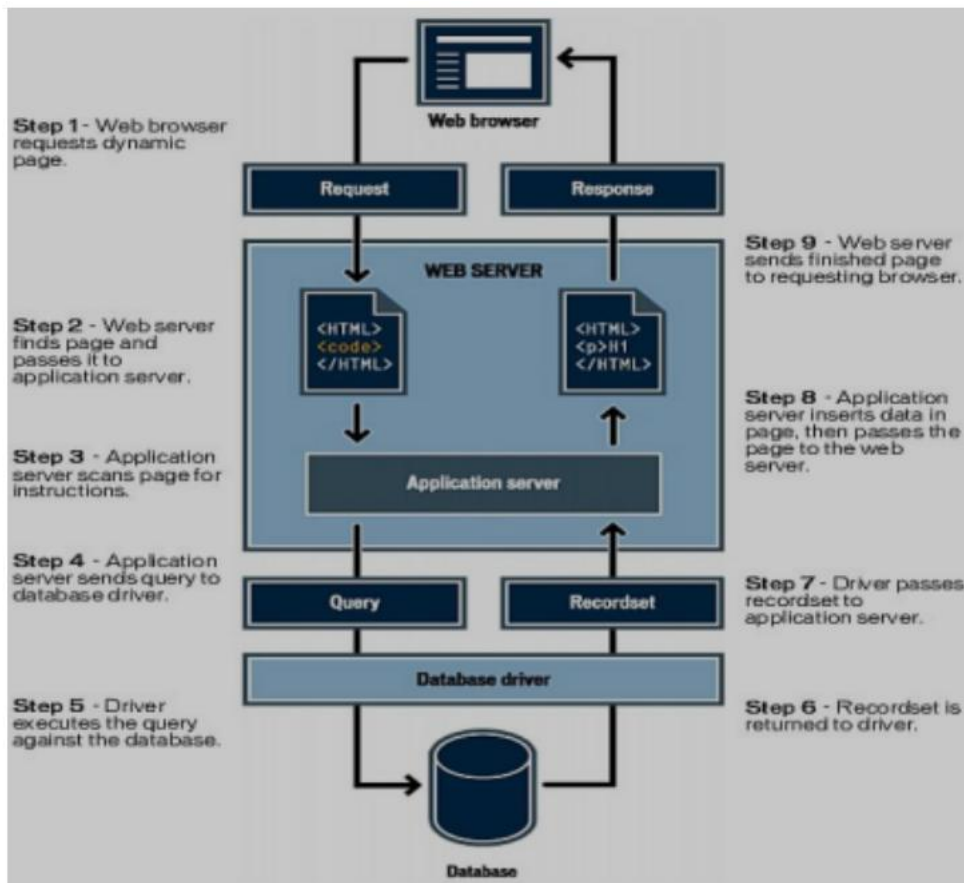 Web browser
Step 1 - Web browser
requests dynamic
page.
Request
Response
WEB SERVER
Step 9 - Web server
sends finished page
to requesting browser.
<HTML>
<code>
</HTML>
<HTML>
<p>H1
</HTML>
Step 2 - Web server
finds page and
passes it to
application server.
Step 8 - Application
server inserts data in
page, then passes the
page to the web
server.
Step 3 - Application
server scans page for
instructions.
Application server
Step 4 - Application
server sends query to
database driver.
Query
Recordset
Step 7 - Driver passes
recordset to
application server.
Database driver
Step 5 - Driver
executes the query
against the database.
Step 6 - Recordset is
returned to driver.
Database